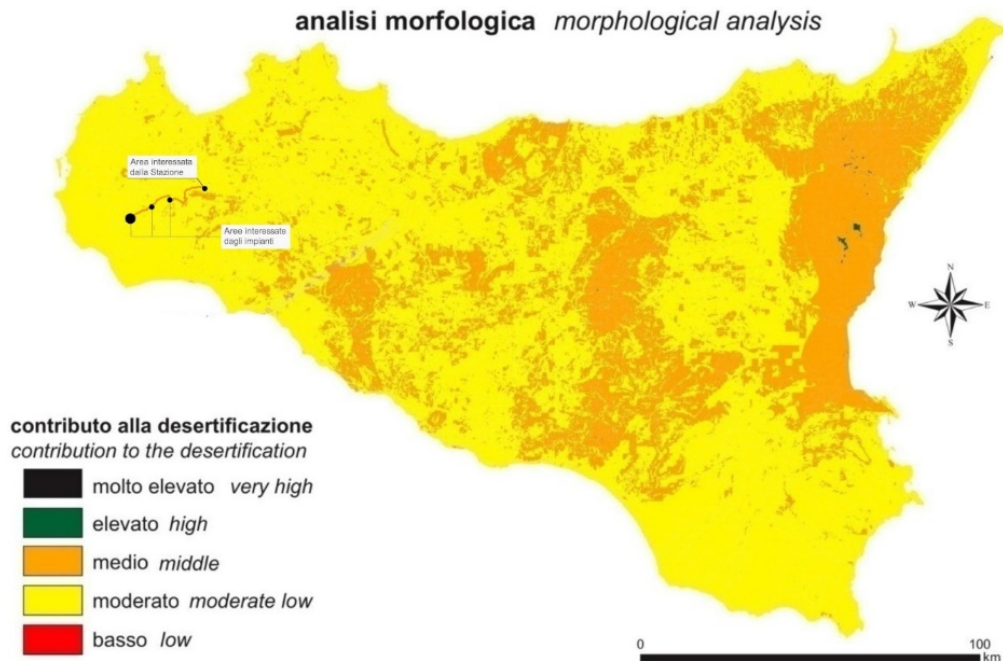 analisi morfologica morphological analysis
Area interessata
dalla Stazione
Aree interessate
dagli impianti
N
W E
S
contributo alla desertificazione
contribution to the desertification
molto elevato very high
elevato high
medio middle
moderato moderate low
basso low
0 100
km